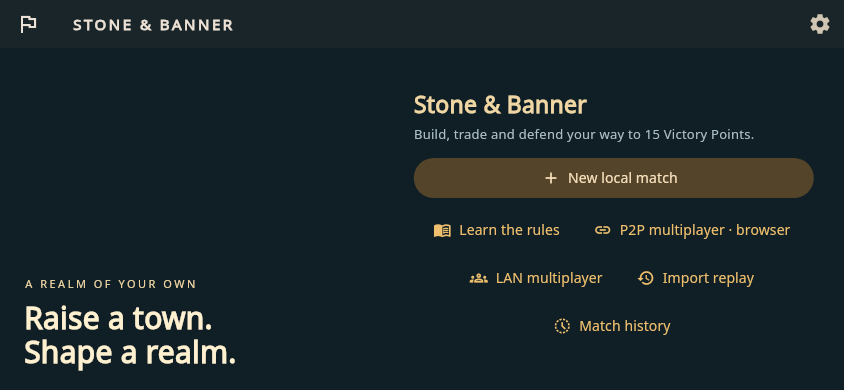 STONE & BANNER
Stone & Banner
Build, trade and defend your way to 15 Victory Points.
New local match
Learn the rules
P2P multiplayer · browser
LAN multiplayer
Import replay
Match history
A REALM OF YOUR OWN
Raise a town.
Shape a realm.